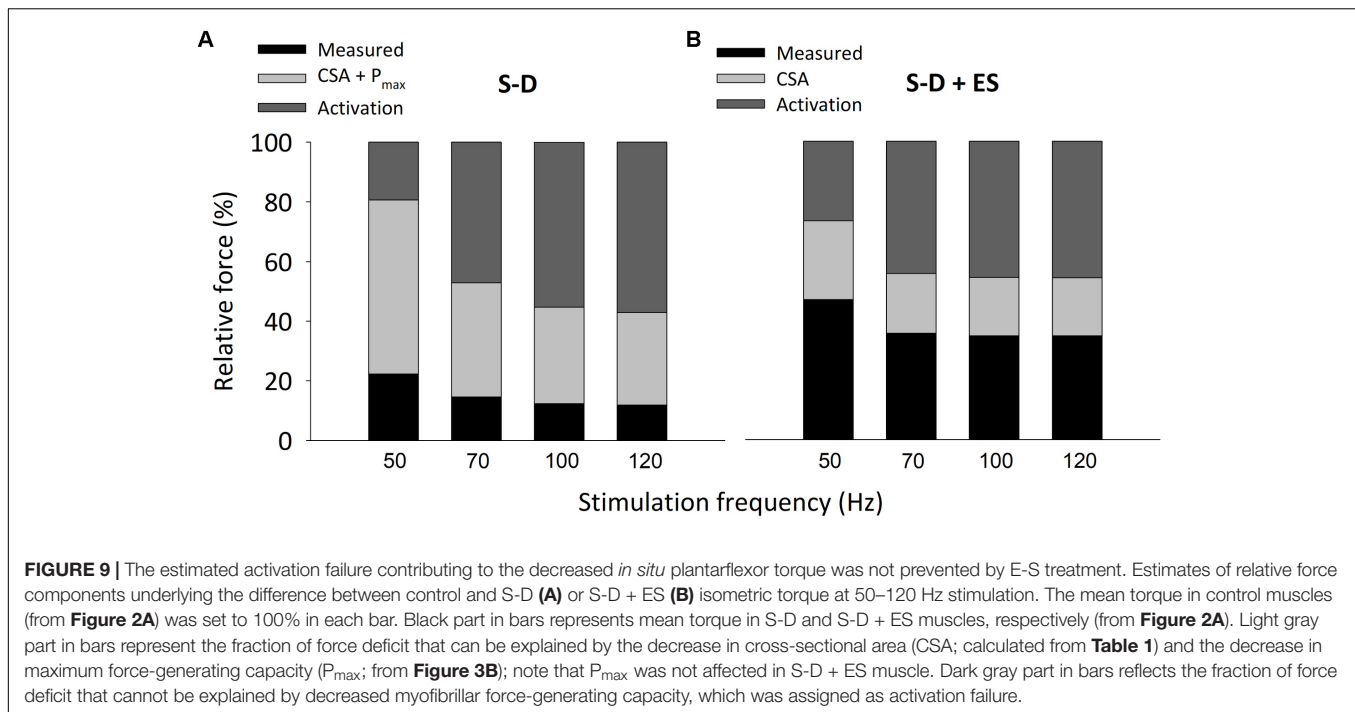 A
Measured
CSA + Pmax
Activation
S-D
B
Measured
CSA
Activation
S-D + ES
Relative force (%)
100
80
60
40
20
0
50 70 100 120
50 70 100 120
Stimulation frequency (Hz)
FIGURE 9 | The estimated activation failure contributing to the decreased in situ plantarflexor torque was not prevented by E-S treatment. Estimates of relative force
components underlying the difference between control and S-D (A) or S-D + ES (B) isometric torque at 50–120 Hz stimulation. The mean torque in control muscles
(from Figure 2A) was set to 100% in each bar. Black part in bars represents mean torque in S-D and S-D + ES muscles, respectively (from Figure 2A). Light gray
part in bars represent the fraction of force deficit that can be explained by the decrease in cross-sectional area (CSA; calculated from Table 1) and the decrease in
maximum force-generating capacity (Pmax; from Figure 3B); note that Pmax was not affected in S-D + ES muscle. Dark gray part in bars reflects the fraction of force
deficit that cannot be explained by decreased myofibrillar force-generating capacity, which was assigned as activation failure.